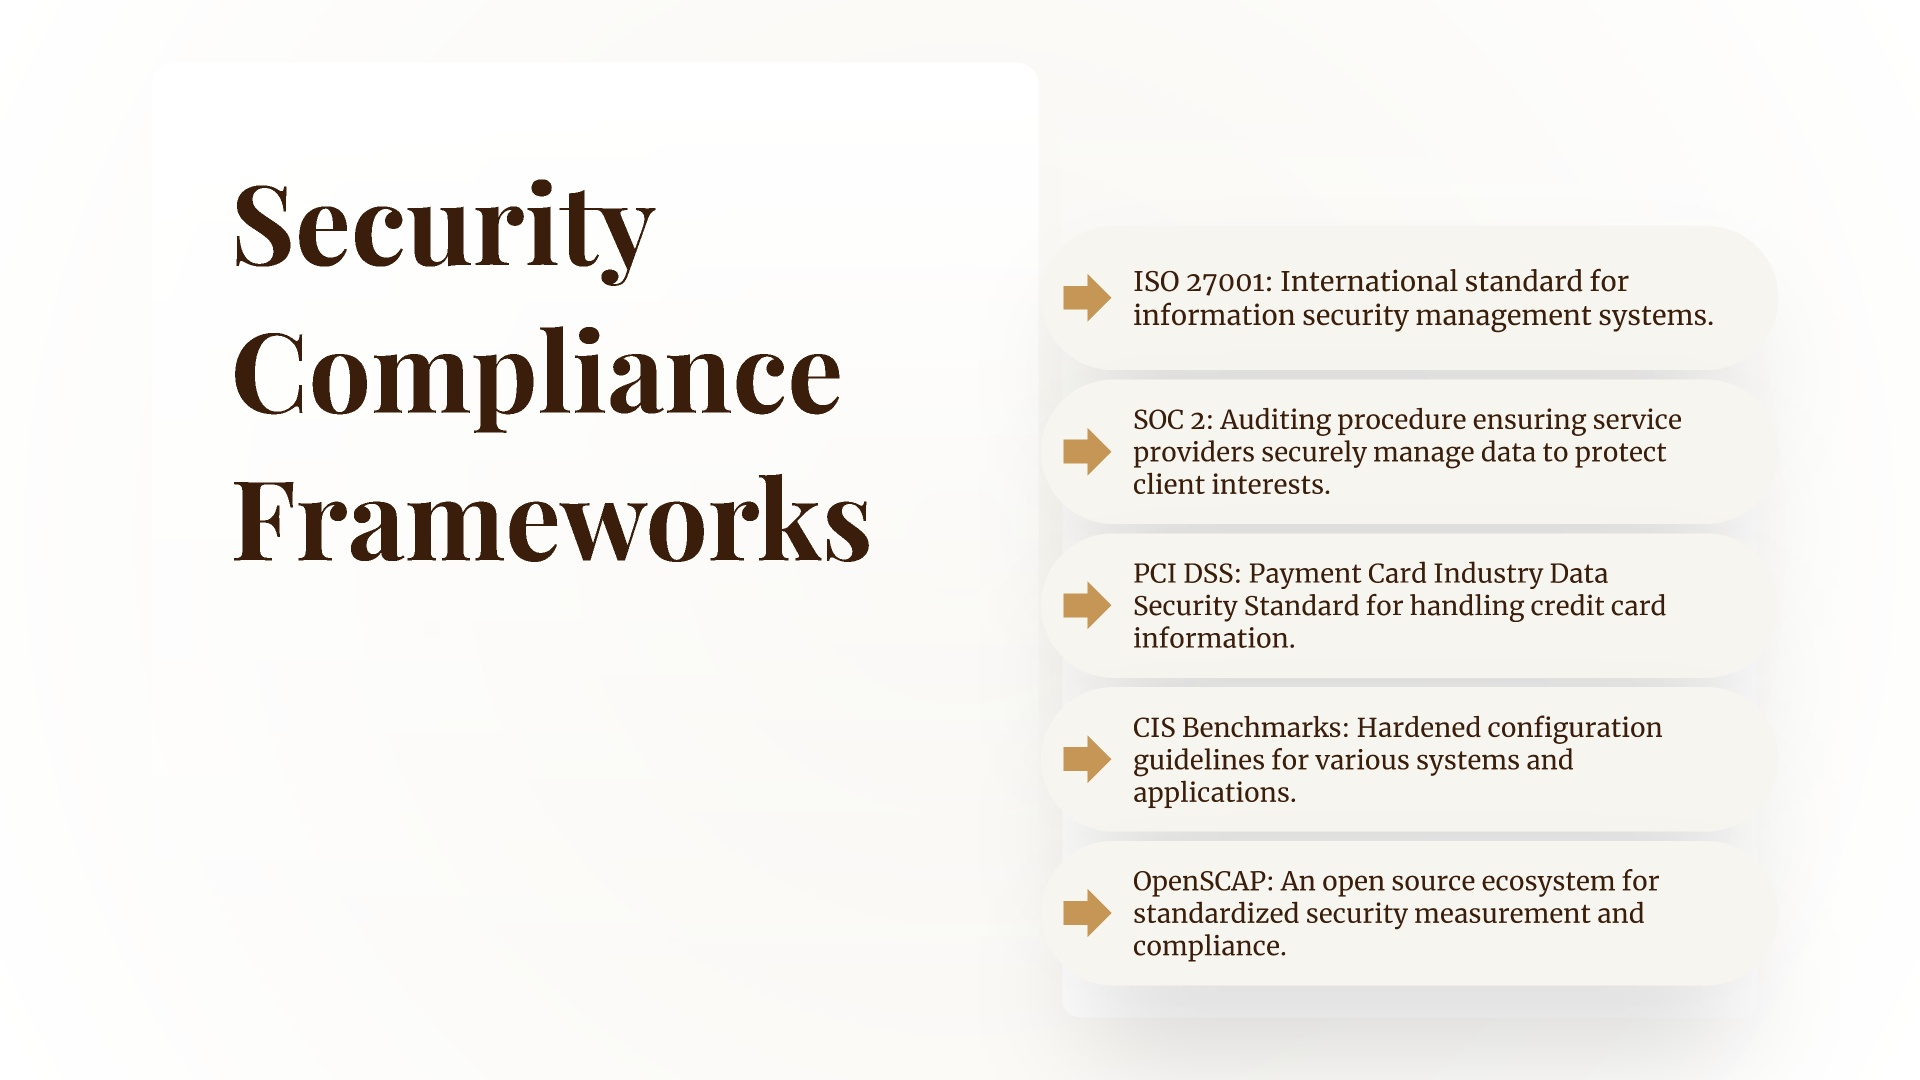 Security
Compliance
Frameworks
ISO 27001: International standard for
information security management systems.
SOC 2: Auditing procedure ensuring service
providers securely manage data to protect
client interests.
PCI DSS: Payment Card Industry Data
Security Standard for handling credit card
information.
CIS Benchmarks: Hardened configuration
guidelines for various systems and
applications.
OpenSCAP: An open source ecosystem for
standardized security measurement and
compliance.